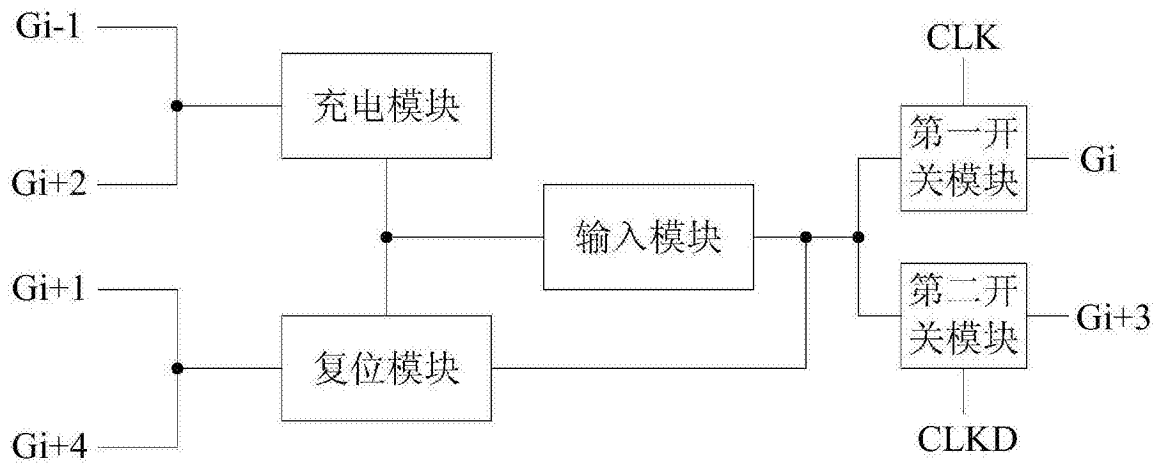 Gi-1
CLK
充电模块
第一开
关模块
Gi
Gi+2
输入模块
Gi+1
第二开
关模块
Gi+3
复位模块
Gi+4
CLKD